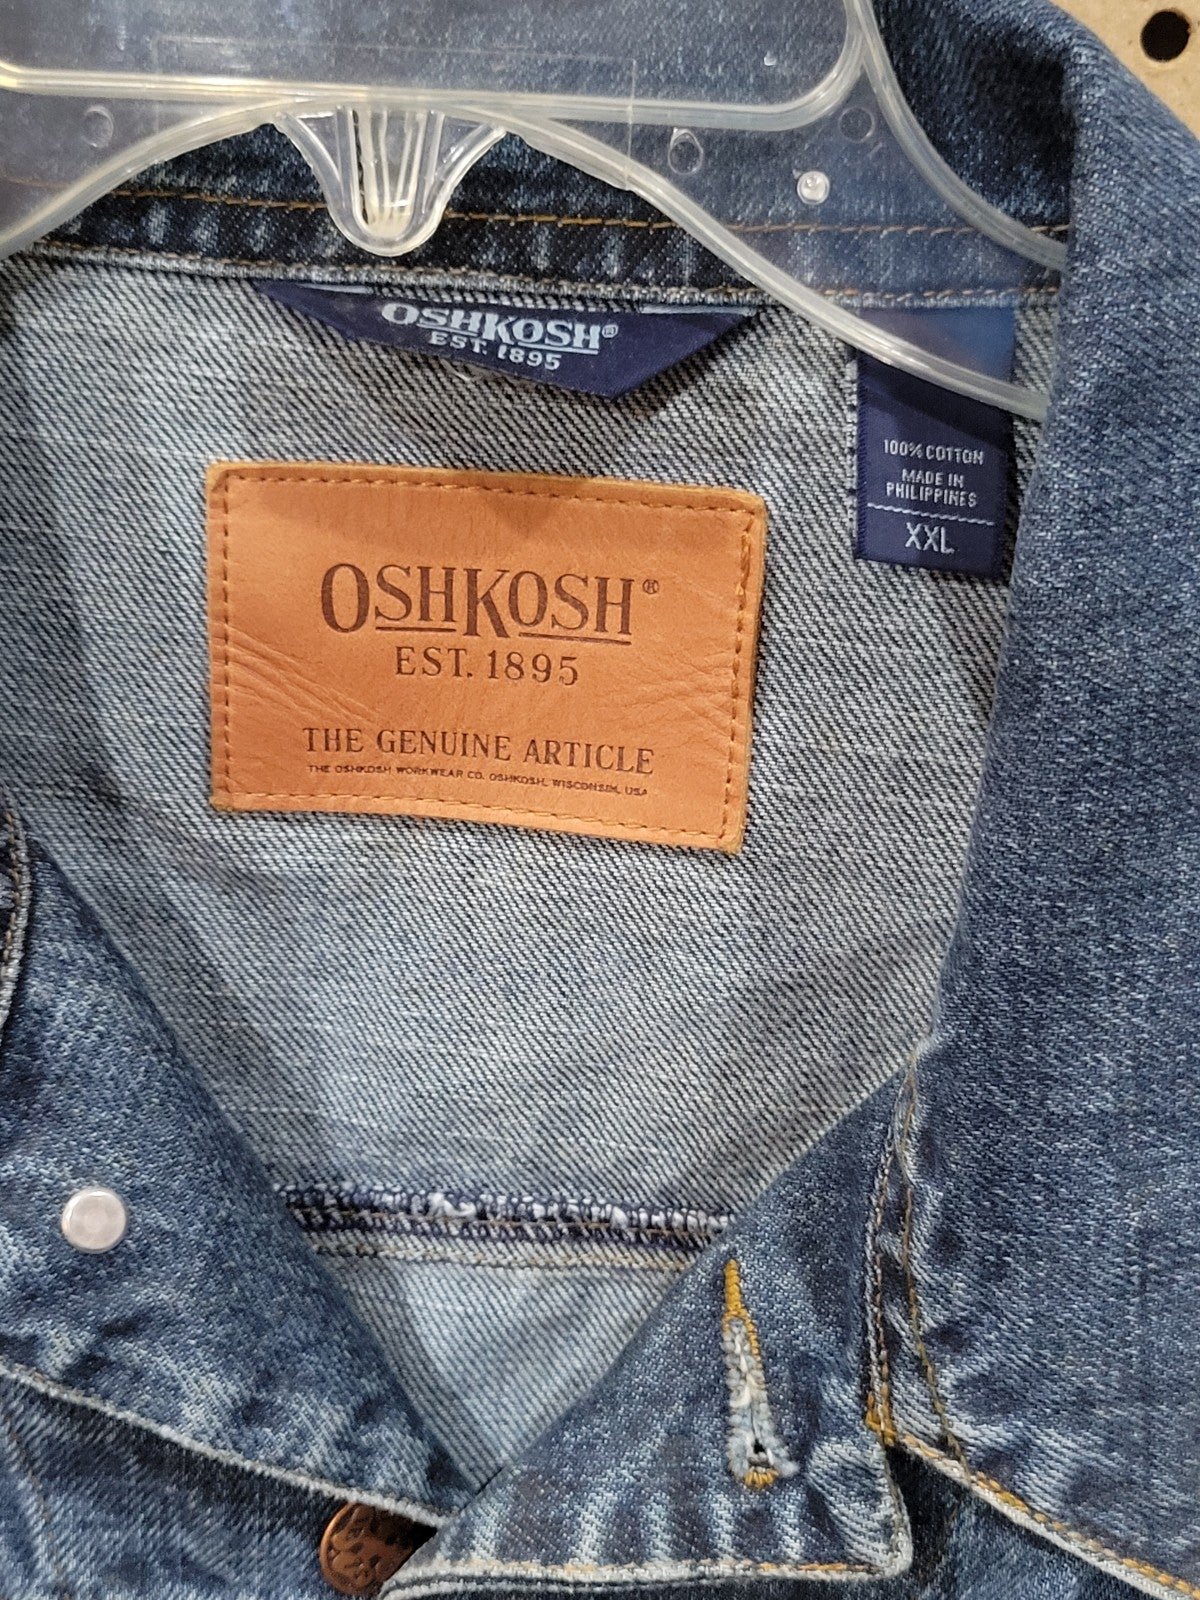 OSHKOSH®
EST. 1895
100% COTTON
MADE IN
PHILIPPINES
XXL
OSHKOSH®
EST. 1895
THE GENUINE ARTICLE
THE OSHKOSH WORKWEAR CO. OSHKOSH, WISCONSIN, USA